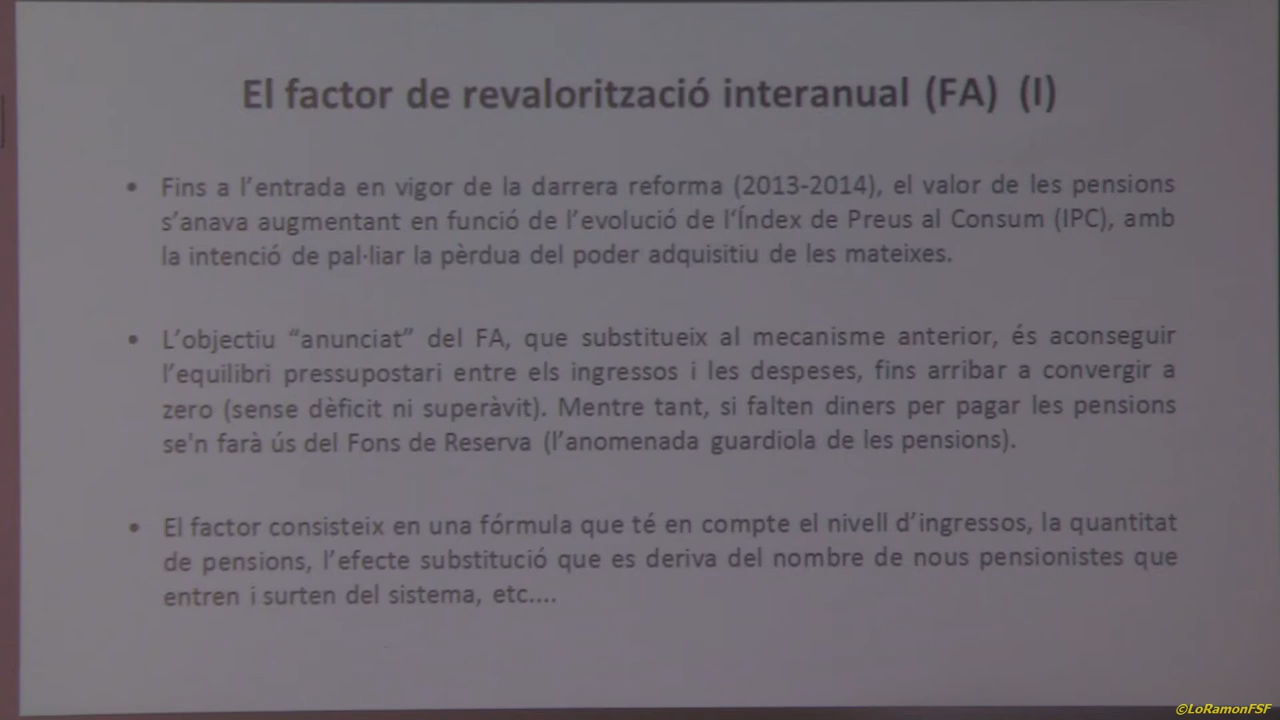 El factor de revalorització interanual (FA) (I)
• Fins a l’entrada en vigor de la darrera reforma (2013-2014), el valor de les pensions
s’anava augmentant en funció de l’evolució de l‘Índex de Preus al Consum (IPC), amb
la intenció de pal·liar la pèrdua del poder adquisitiu de les mateixes.
• L’objectiu “anunciat” del FA, que substitueix al mecanisme anterior, és aconseguir
l’equilibri pressupostari entre els ingressos i les despeses, fins arribar a convergir a
zero (sense dèficit ni superàvit). Mentre tant, si falten diners per pagar les pensions
se'n farà ús del Fons de Reserva (l’anomenada guardiola de les pensions).
• El factor consisteix en una fórmula que té en compte el nivell d’ingressos, la quantitat
de pensions, l’efecte substitució que es deriva del nombre de nous pensionistes que
entren i surten del sistema, etc....
©LoRamonFSF